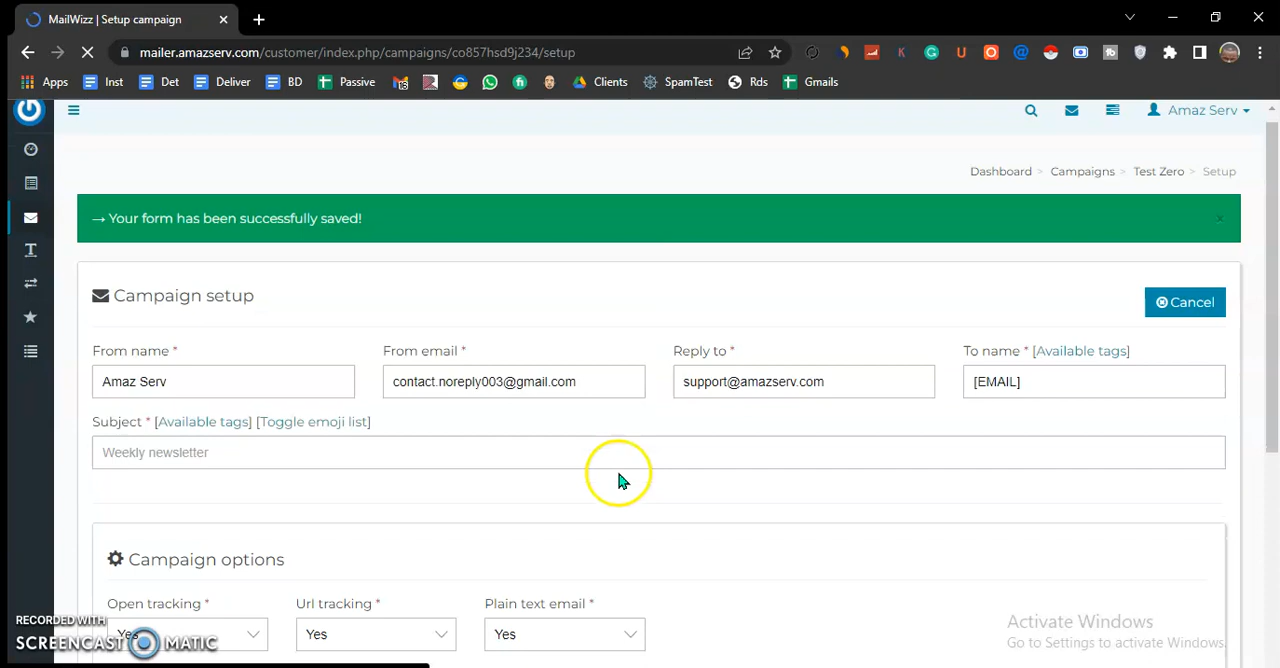 MailWizz | Setup campaign
mailer.amazserv.com/customer/index.php/campaigns/co857hsd9j234/setup
Apps Inst Det Deliver BD Passive Clients SpamTest Rds Gmails
Amaz Serv
Dashboard > Campaigns > Test Zero > Setup
→ Your form has been successfully saved!
×
Campaign setup
Cancel
From name * From email * Reply to * To name * [Available tags]
Amaz Serv contact.noreply003@gmail.com support@amazserv.com [EMAIL]
Subject * [Available tags] [Toggle emoji list]
Weekly newsletter
Campaign options
Open tracking * Url tracking * Plain text email *
Yes Yes Yes
RECORDED WITH
SCREENCAST MATIC
Activate Windows
Go to Settings to activate Windows.